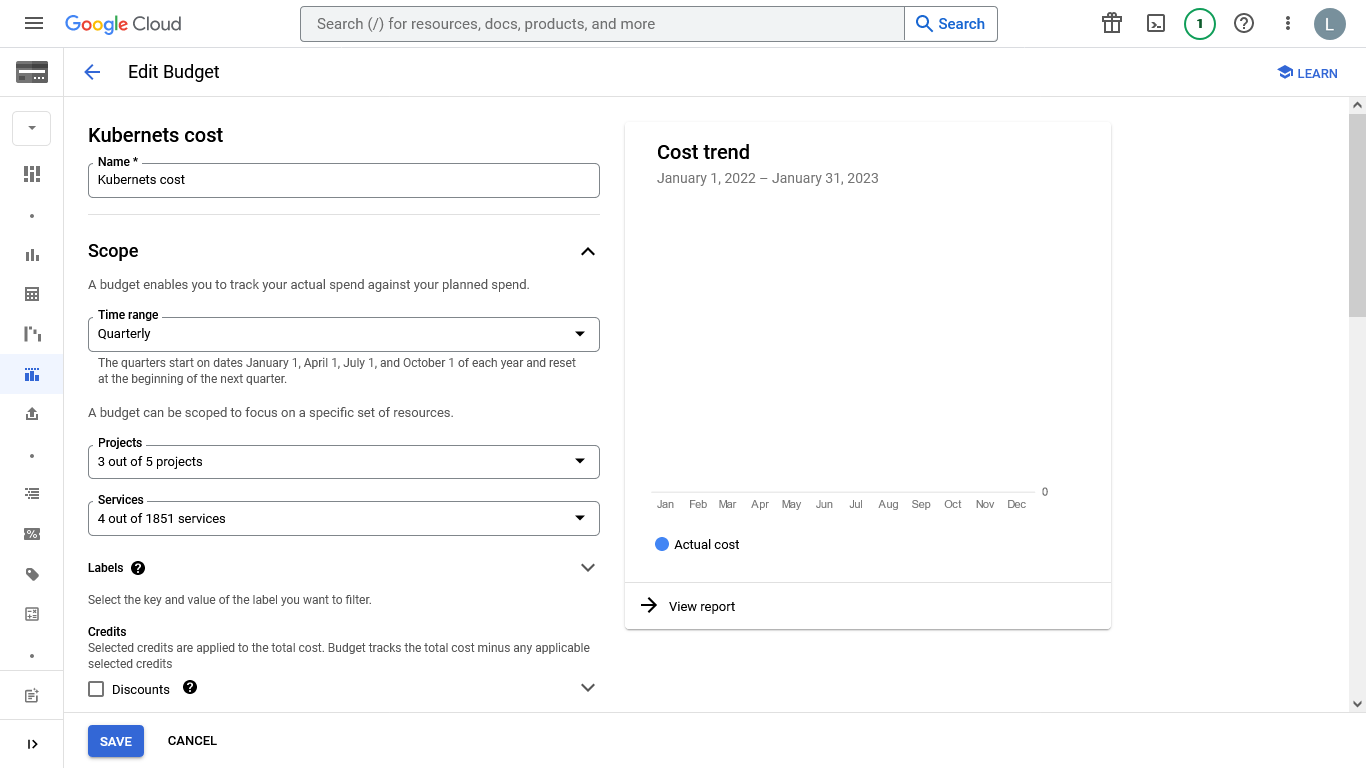 Google Cloud
Search (/) for resources, docs, products, and more
Search
1
L
Edit Budget
LEARN
Kubernets cost
Name *
Kubernets cost
Scope
A budget enables you to track your actual spend against your planned spend.
Time range
Quarterly
The quarters start on dates January 1, April 1, July 1, and October 1 of each year and reset
at the beginning of the next quarter.
A budget can be scoped to focus on a specific set of resources.
Projects
3 out of 5 projects
Services
4 out of 1851 services
Labels
Select the key and value of the label you want to filter.
Credits
Selected credits are applied to the total cost. Budget tracks the total cost minus any applicable
selected credits
Discounts
SAVE
CANCEL
Cost trend
January 1, 2022 – January 31, 2023
0
Jan Feb Mar Apr May Jun Jul Aug Sep Oct Nov Dec
Actual cost
View report